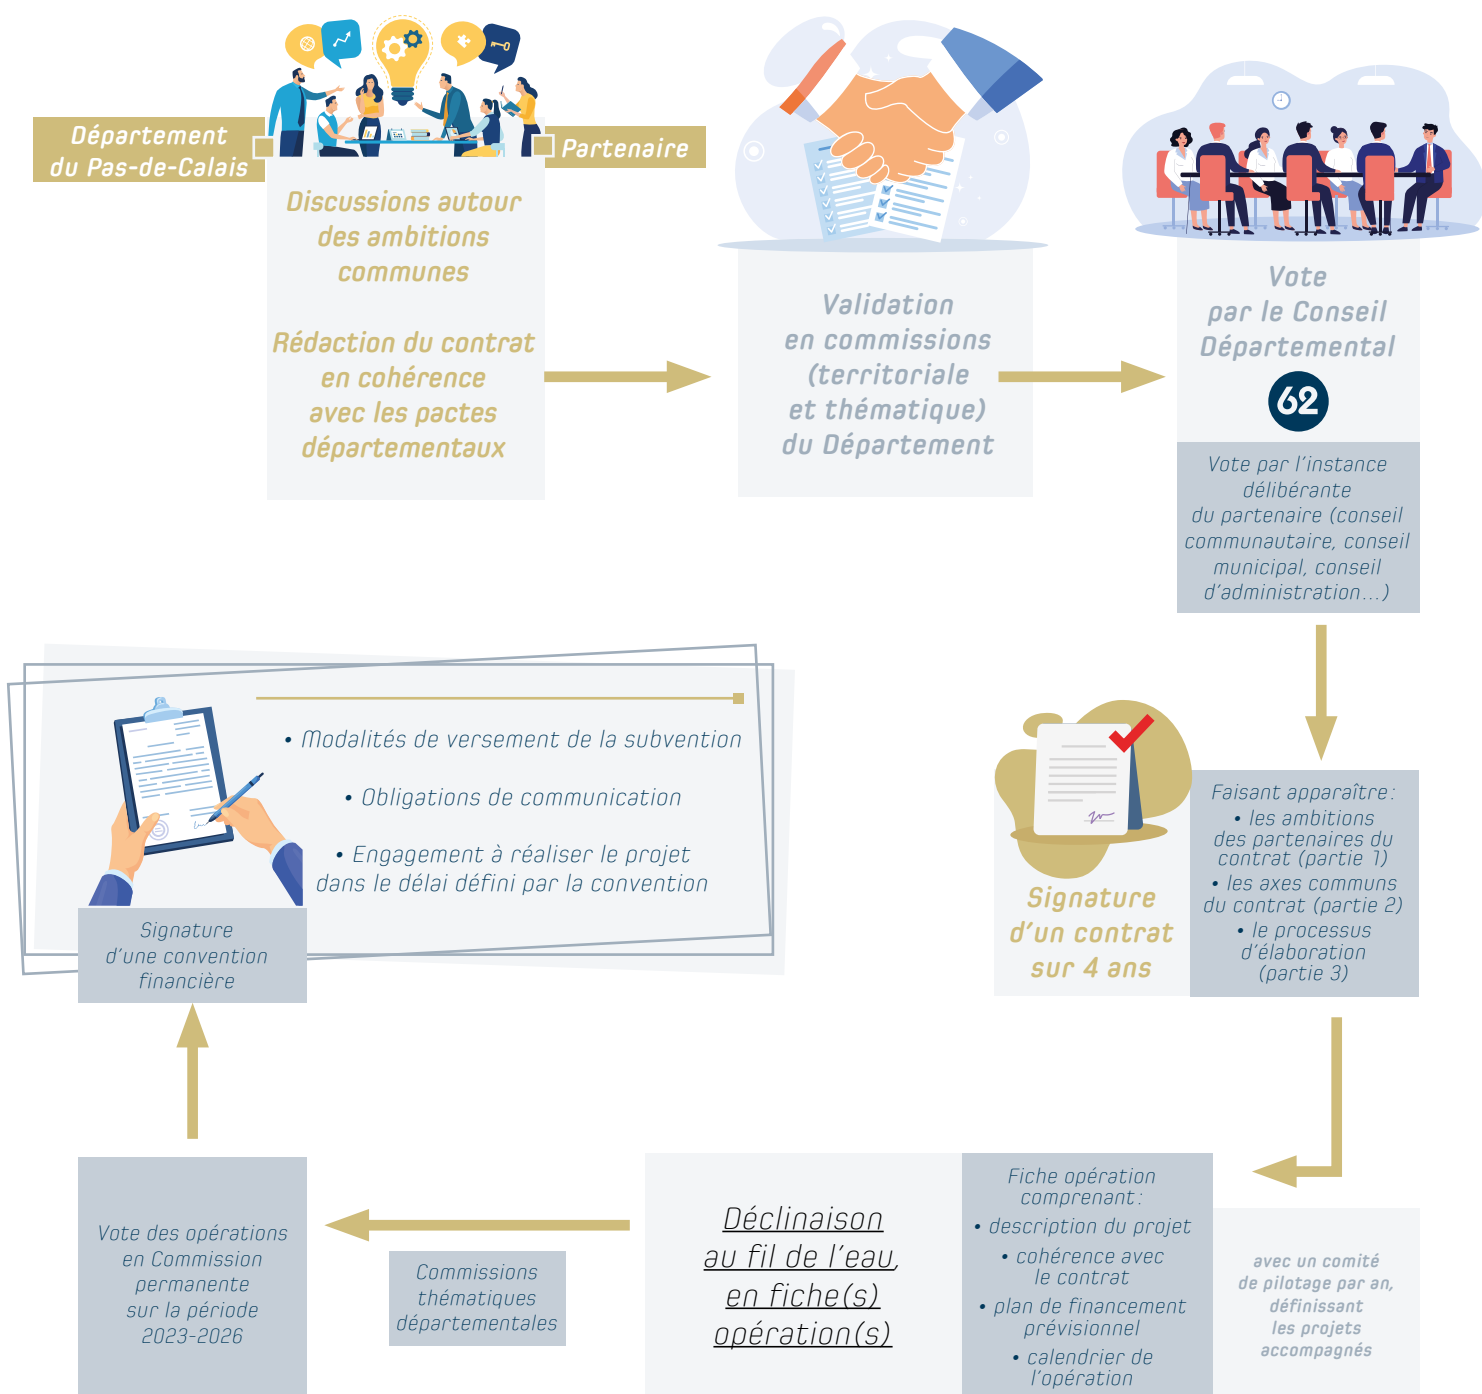 Département
du Pas-de-Calais
Partenaire
Discussions autour
des ambitions
communes
Rédaction du contrat
en cohérence
avec les pactes
départementaux
Validation
en commissions
(territoriale
et thématique)
du Département
Vote
par le Conseil
Départemental
62
Vote par l'instance
délibérante
du partenaire (conseil
communautaire, conseil
municipal, conseil
d'administration...)
Signature
d'un contrat
sur 4 ans
Faisant apparaître :
• les ambitions
des partenaires du
contrat (partie 1)
• les axes communs
du contrat (partie 2)
• le processus
d'élaboration
(partie 3)
avec un comité
de pilotage par an,
définissant
les projets
accompagnés
Déclinaison
au fil de l'eau,
en fiche(s)
opération(s)
Fiche opération
comprenant :
• description du projet
• cohérence avec
le contrat
• plan de financement
prévisionnel
• calendrier de
l'opération
Commissions
thématiques
départementales
Vote des opérations
en Commission
permanente
sur la période
2023-2026
Signature
d'une convention
financière
• Modalités de versement de la subvention
• Obligations de communication
• Engagement à réaliser le projet
dans le délai défini par la convention